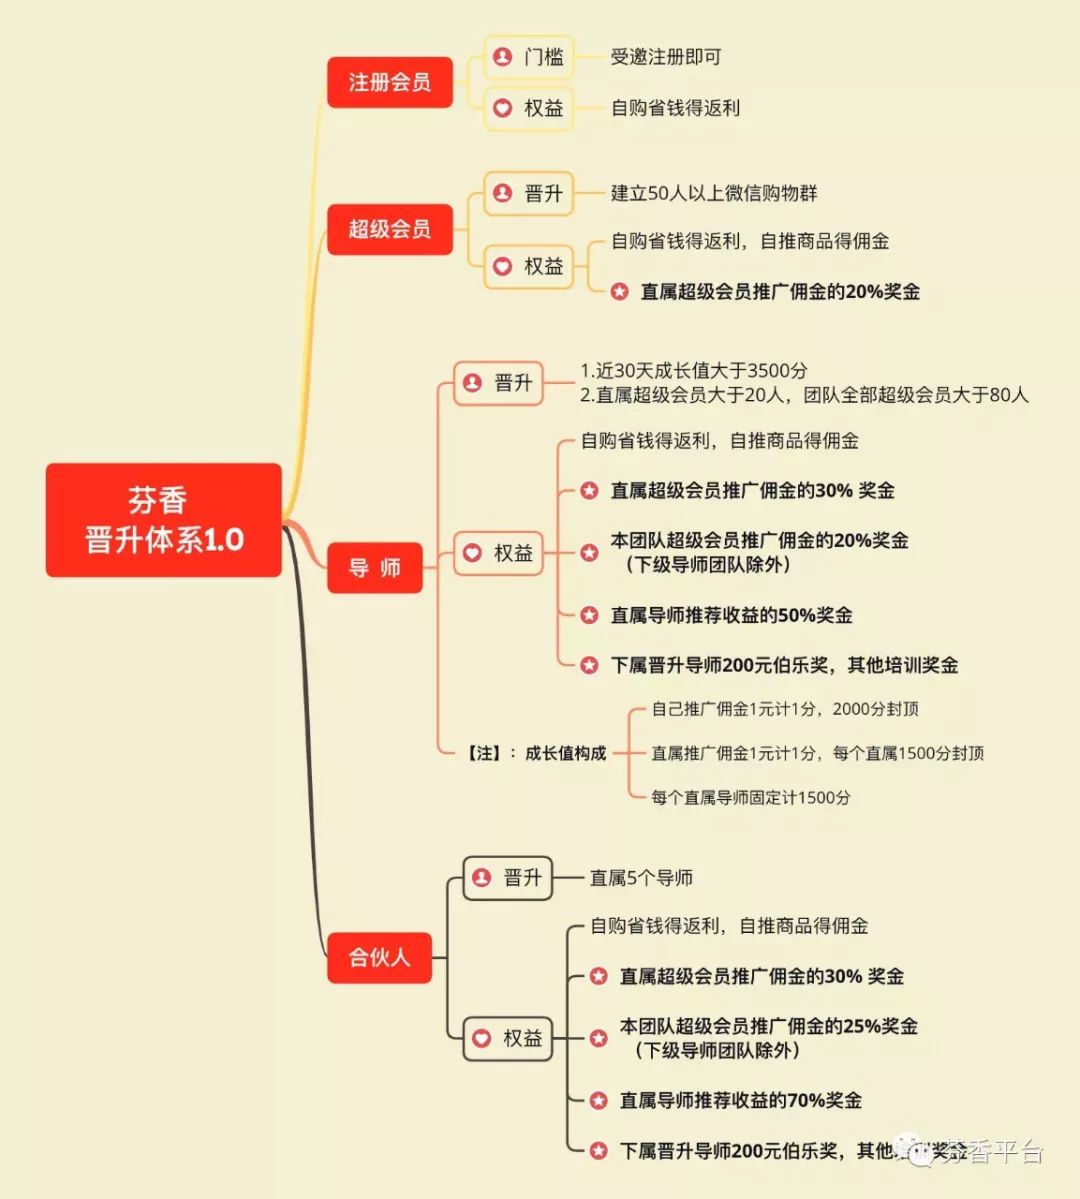 芬香
晋升体系1.0
注册会员
门槛
受邀注册即可
权益
自购省钱得返利
超级会员
晋升
建立50人以上微信购物群
权益
自购省钱得返利，自推商品得佣金
直属超级会员推广佣金的20%奖金
导 师
晋升
1.近30天成长值大于3500分
2.直属超级会员大于20人，团队全部超级会员大于80人
权益
自购省钱得返利，自推商品得佣金
直属超级会员推广佣金的30% 奖金
本团队超级会员推广佣金的20%奖金
（下级导师团队除外）
直属导师推荐收益的50%奖金
下属晋升导师200元伯乐奖，其他培训奖金
【注】：成长值构成
自己推广佣金1元计1分，2000分封顶
直属推广佣金1元计1分，每个直属1500分封顶
每个直属导师固定计1500分
合伙人
晋升
直属5个导师
权益
自购省钱得返利，自推商品得佣金
直属超级会员推广佣金的30% 奖金
本团队超级会员推广佣金的25%奖金
（下级导师团队除外）
直属导师推荐收益的70%奖金
下属晋升导师200元伯乐奖，其他培训奖金
芬香平台